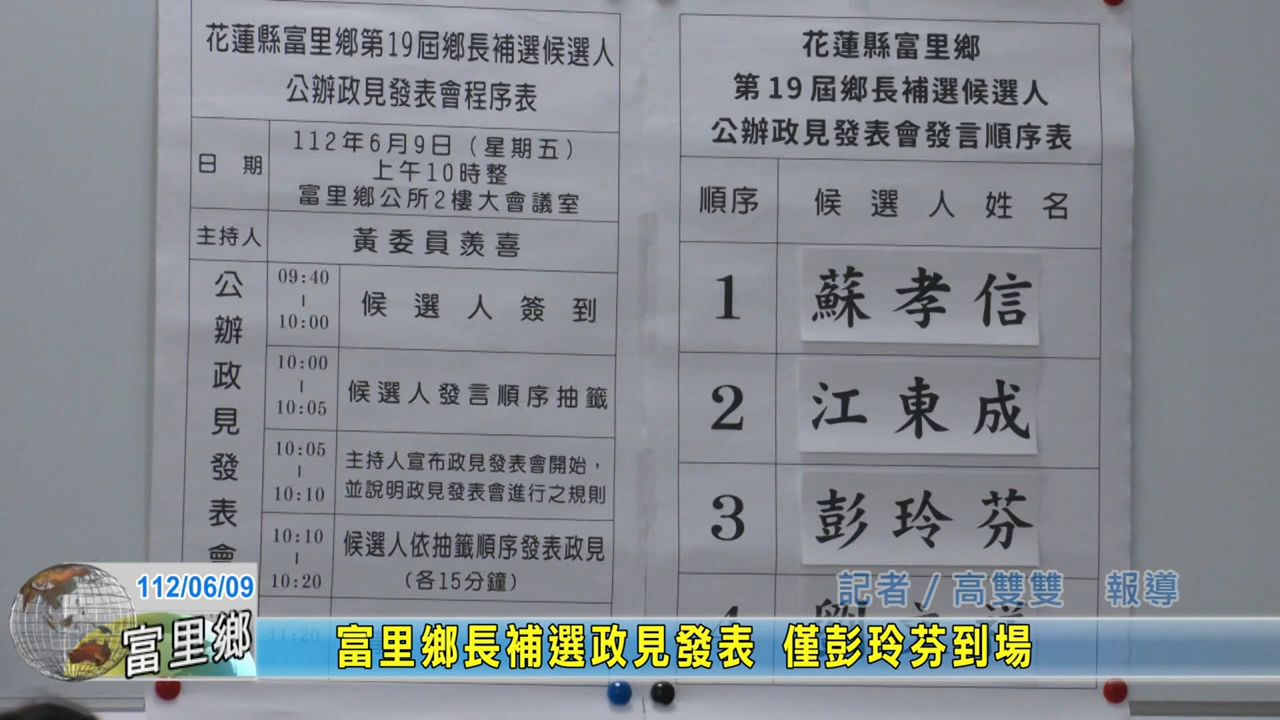 花蓮縣富里鄉第19屆鄉長補選候選人
公辦政見發表會程序表
日 期
112年6月9日（星期五）
上午10時整
富里鄉公所2樓大會議室
主持人
黃委員羨喜
公辦政見發表會
09:40
-
10:00
候選人簽到
10:00
-
10:05
候選人發言順序抽籤
10:05
-
10:10
主持人宣布政見發表會開始，
並說明政見發表會進行之規則
10:10
-
10:20
候選人依抽籤順序發表政見
（各15分鐘）
11:20
花蓮縣富里鄉
第19屆鄉長補選候選人
公辦政見發表會發言順序表
順序
候選人姓名
1
蘇孝信
2
江東成
3
彭玲芬
4
記者/高雙雙 報導
112/06/09
富里鄉
富里鄉長補選政見發表 僅彭玲芬到場